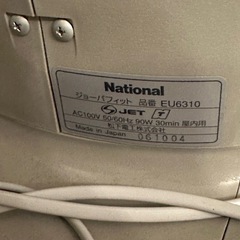 National
ジョーバフィット 品番 EU6310
S JET T
AC100V 50/60Hz 90W 30min 屋内用
松下電工株式会社
Made in Japan 061004